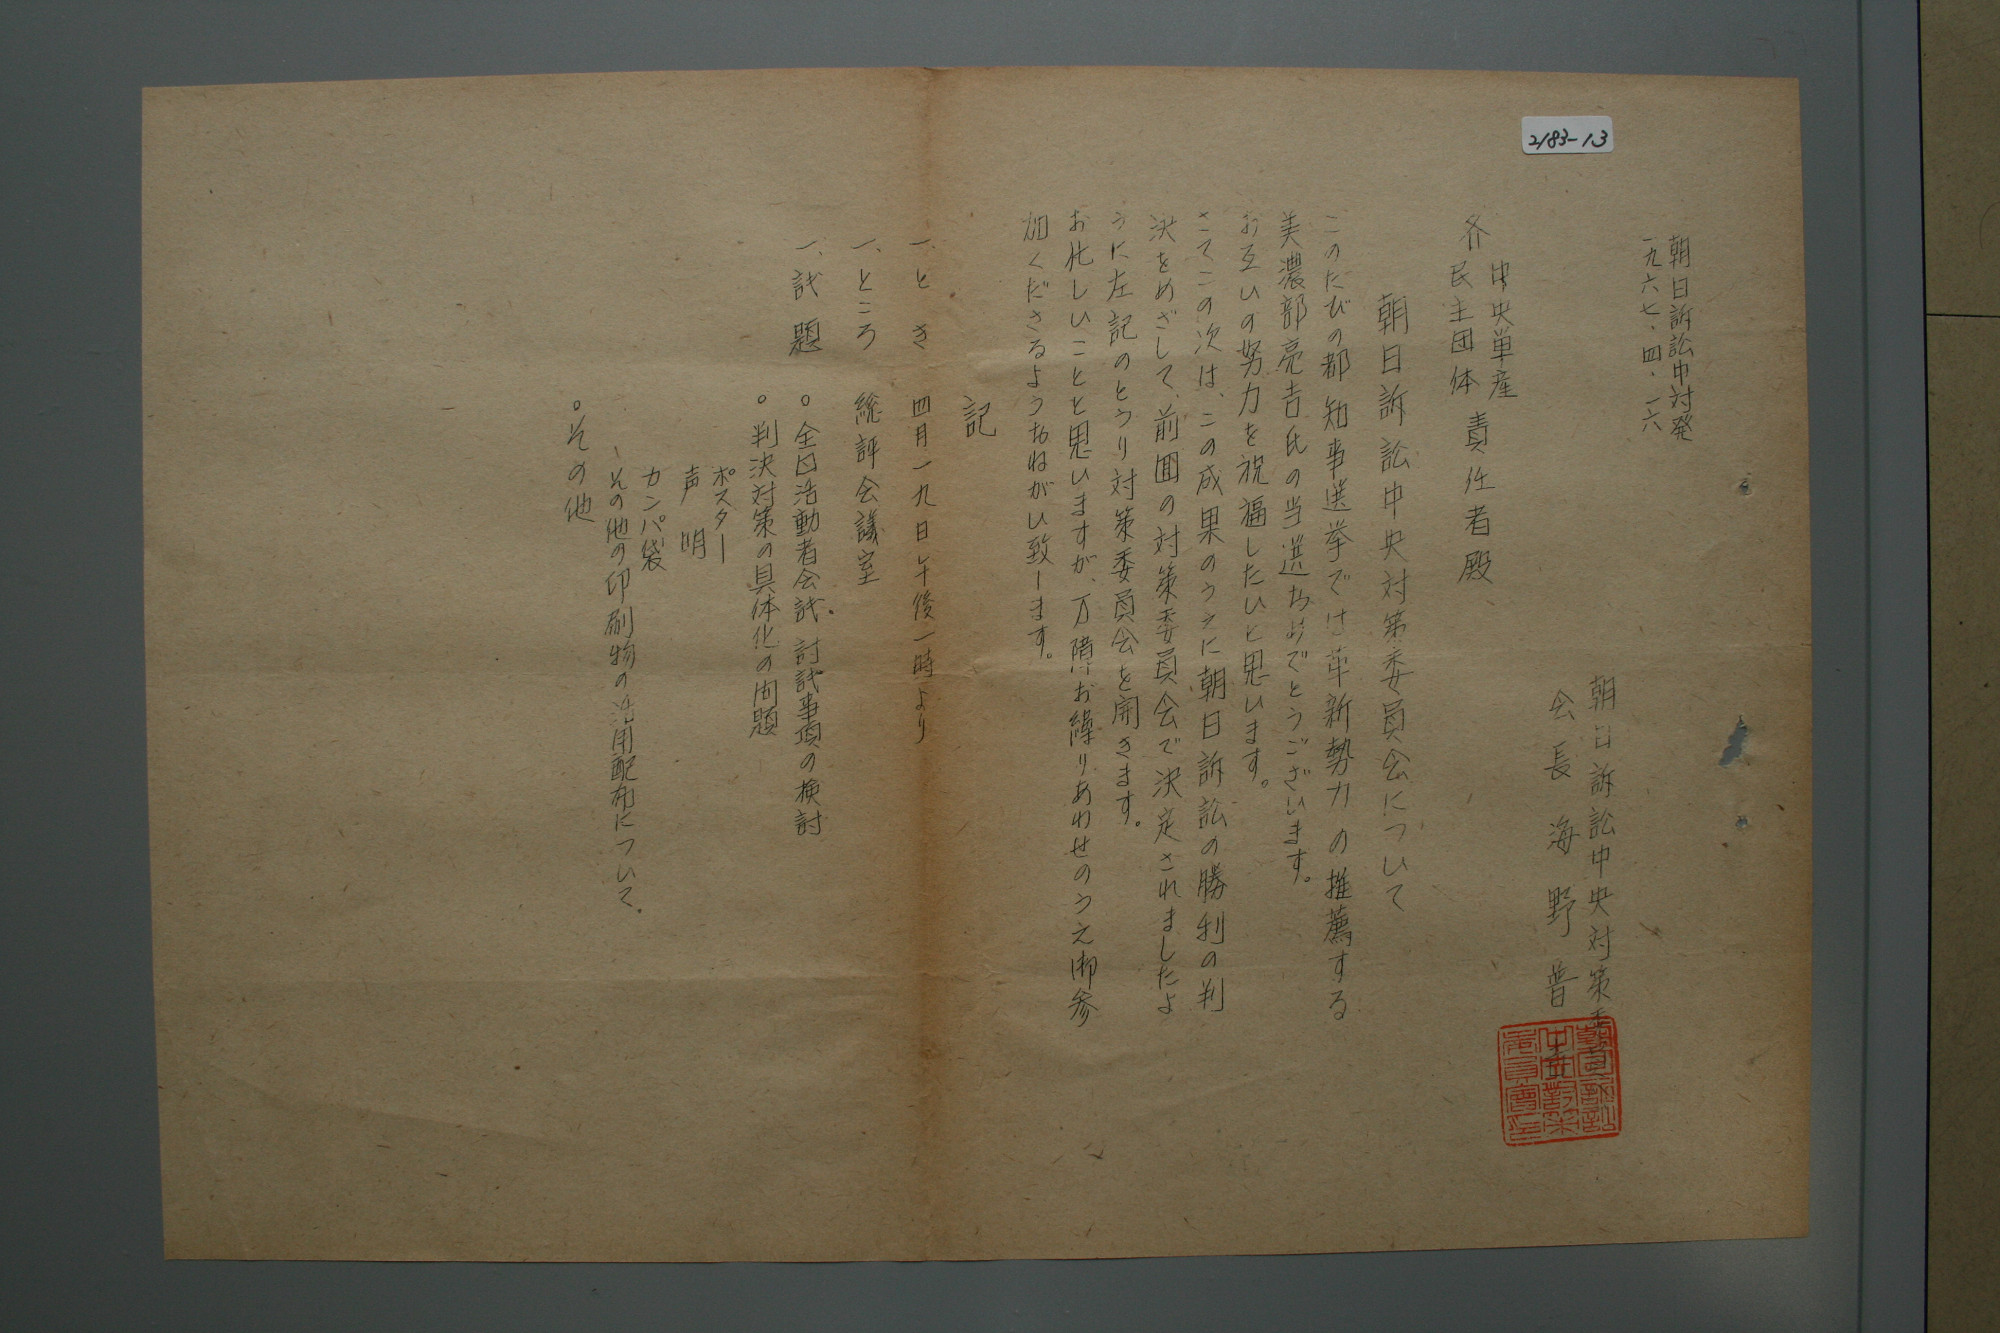 2183-13
朝日訴訟中対発
一九六七・四・一六
朝日訴訟中央対策委員会
会長 海野普吉
中央単産
各 責任者殿
民主団体
朝日訴訟中央対策委員会について
このたびの都知事選挙では革新勢力の推薦する
美濃部亮吉氏の当選おめでとうございます。
お互いの努力を祝福したいと思います。
さてこの次は、この成果のうえに朝日訴訟の勝利の判
決をめざして、前回の対策委員会で決定されましたよ
うに左記のとうり対策委員会を開きます。
お忙しいことと思いますが、万障お繰りあわせのうえ御参
加くださるようおねがい致します。
記
一、とき 四月一九日午後一時より
一、ところ 総評会議室
一、議題 ○全日活動者会議。討議事項の検討
○判決対策の具体化の問題
ポスター
声明
カンパ袋
、その他の印刷物の活用配布について。
○その他
朝日訴訟
中央対策
委員会印